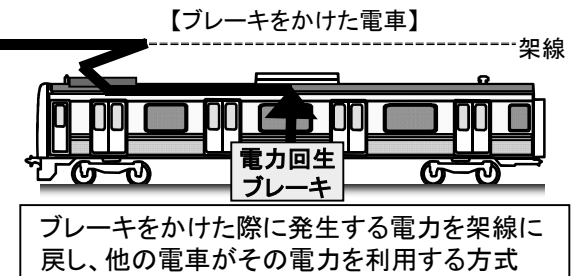 【ブレーキをかけた電車】
架線
電力回生
ブレーキ
ブレーキをかけた際に発生する電力を架線に
戻し、他の電車がその電力を利用する方式